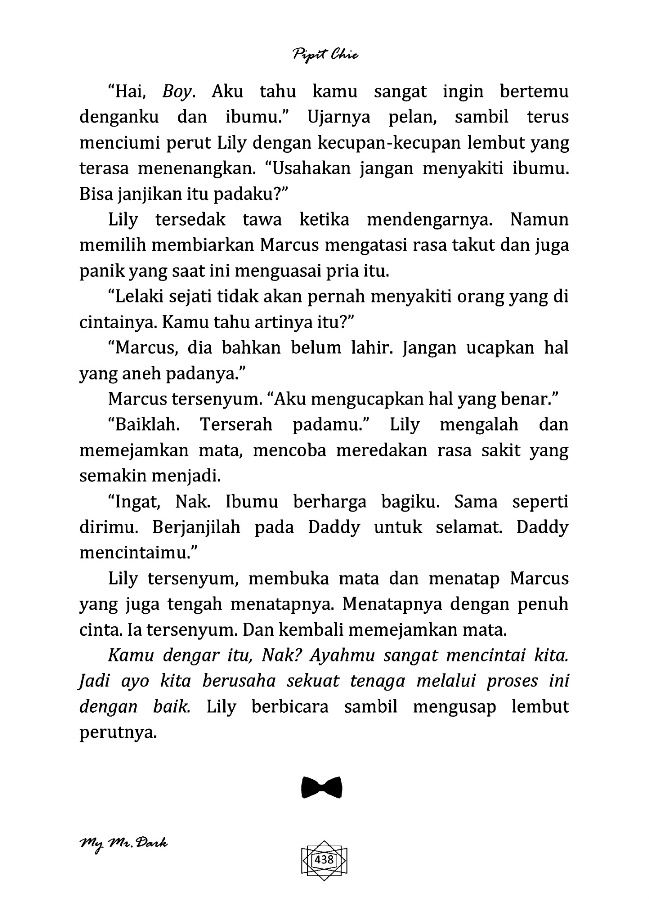 Pipit Chie
“Hai, Boy. Aku tahu kamu sangat ingin bertemu
denganku dan ibumu.” Ujarnya pelan, sambil terus
menciumi perut Lily dengan kecupan-kecupan lembut yang
terasa menenangkan. “Usahakan jangan menyakiti ibumu.
Bisa janjikan itu padaku?”
Lily tersedak tawa ketika mendengarnya. Namun
memilih membiarkan Marcus mengatasi rasa takut dan juga
panik yang saat ini menguasai pria itu.
“Lelaki sejati tidak akan pernah menyakiti orang yang di
cintainya. Kamu tahu artinya itu?”
“Marcus, dia bahkan belum lahir. Jangan ucapkan hal
yang aneh padanya.”
Marcus tersenyum. “Aku mengucapkan hal yang benar.”
“Baiklah. Terserah padamu.” Lily mengalah dan
memejamkan mata, mencoba meredakan rasa sakit yang
semakin menjadi.
“Ingat, Nak. Ibumu berharga bagiku. Sama seperti
dirimu. Berjanjilah pada Daddy untuk selamat. Daddy
mencintaimu.”
Lily tersenyum, membuka mata dan menatap Marcus
yang juga tengah menatapnya. Menatapnya dengan penuh
cinta. Ia tersenyum. Dan kembali memejamkan mata.
Kamu dengar itu, Nak? Ayahmu sangat mencintai kita.
Jadi ayo kita berusaha sekuat tenaga melalui proses ini
dengan baik. Lily berbicara sambil mengusap lembut
perutnya.
My Mr. Dark
438